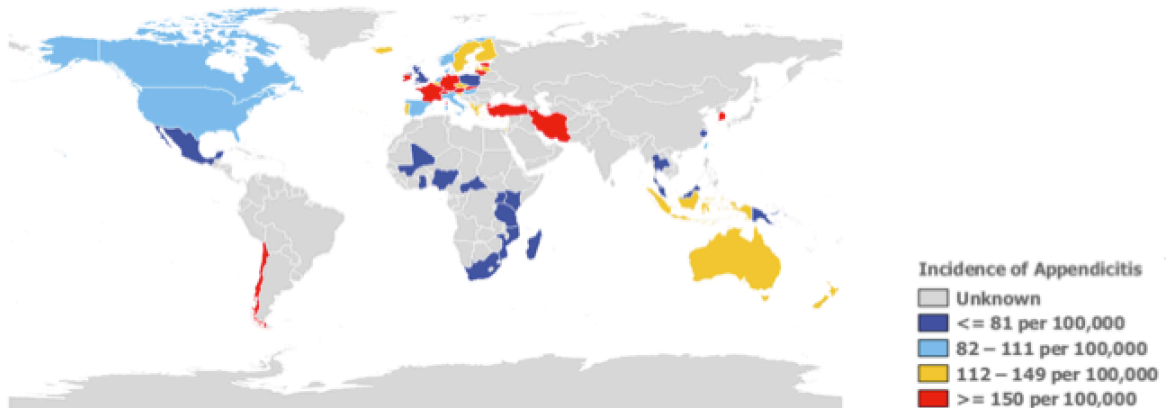 Incidence of Appendicitis
Unknown
<= 81 per 100,000
82 – 111 per 100,000
112 – 149 per 100,000
>= 150 per 100,000